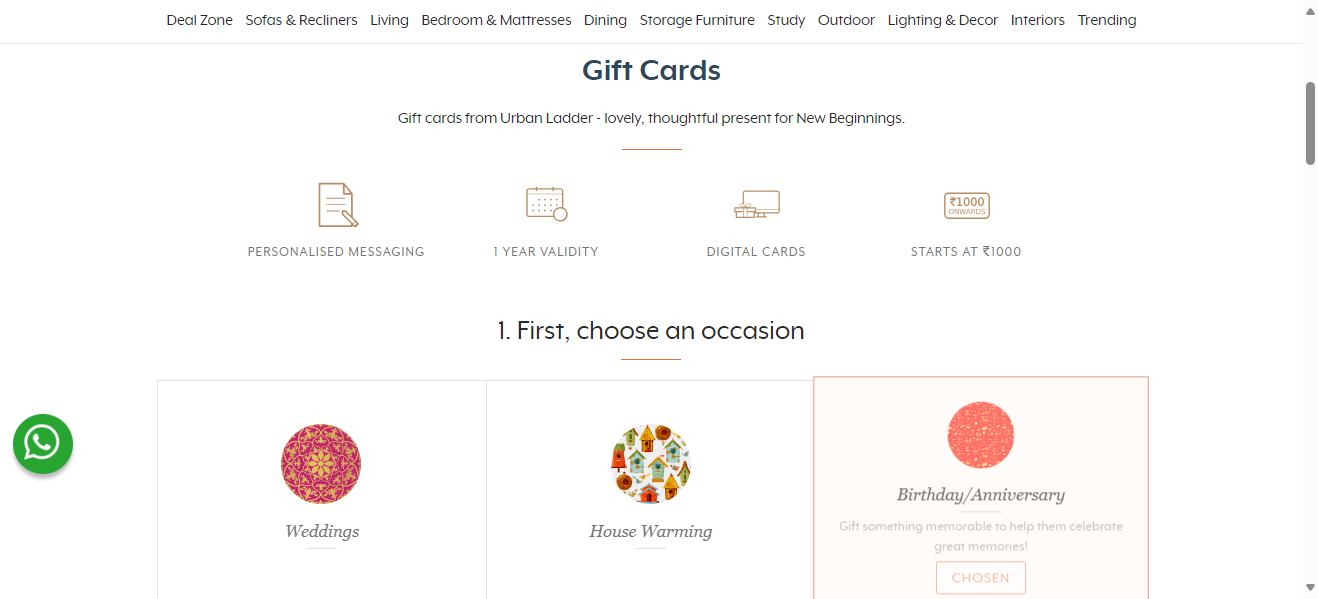 Deal Zone Sofas & Recliners Living Bedroom & Mattresses Dining Storage Furniture Study Outdoor Lighting & Decor Interiors Trending
Gift Cards
Gift cards from Urban Ladder - lovely, thoughtful present for New Beginnings.
₹1000
ONWARDS
PERSONALISED MESSAGING 1 YEAR VALIDITY DIGITAL CARDS STARTS AT ₹1000
1. First, choose an occasion
Weddings
House Warming
Birthday/Anniversary
Gift something memorable to help them celebrate
great memories!
CHOSEN